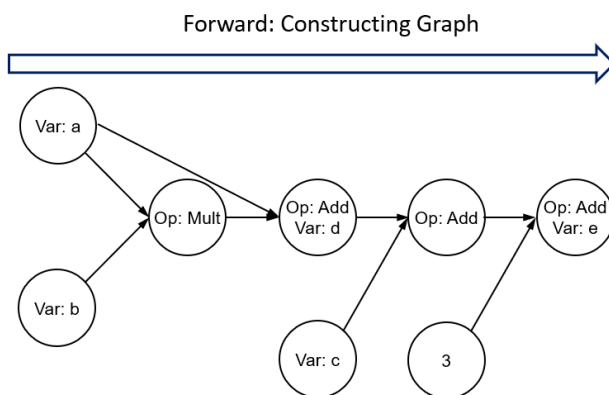 Forward: Constructing Graph
Var: a
Op: Mult
Op: Add
Var: d
Op: Add
Op: Add
Var: e
Var: b
Var: c
3